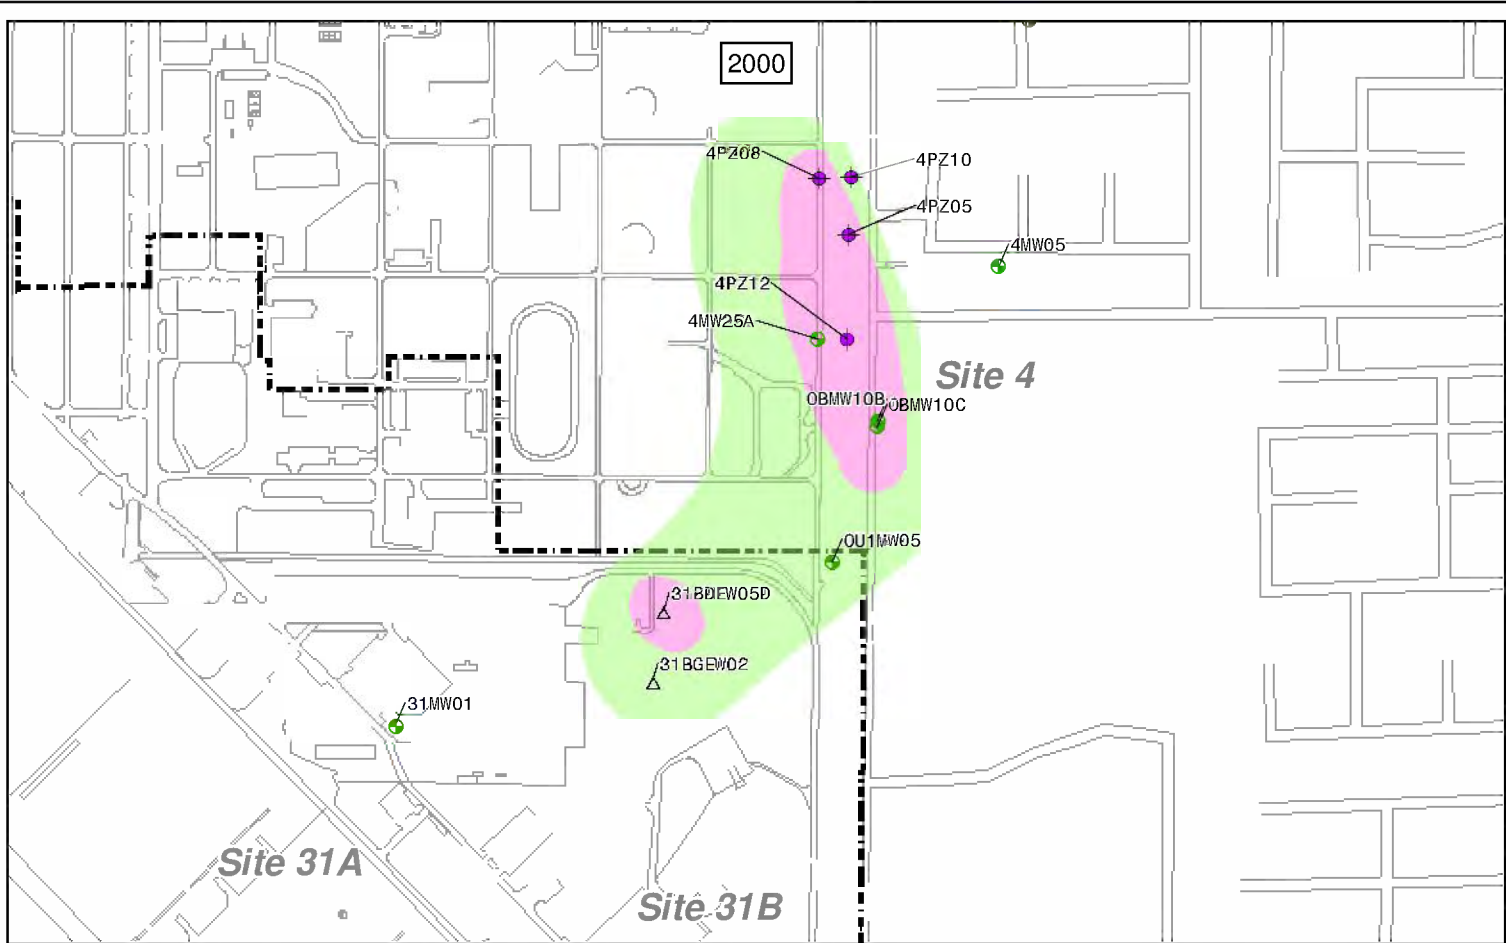 2000
4PZ08
4PZ10
4PZ05
4MW05
4PZ12
4MW25A
Site 4
OBMW10B
OBMW10C
OU1MW05
31BDEW05D
31BGEW02
31MW01
Site 31A
Site 31B